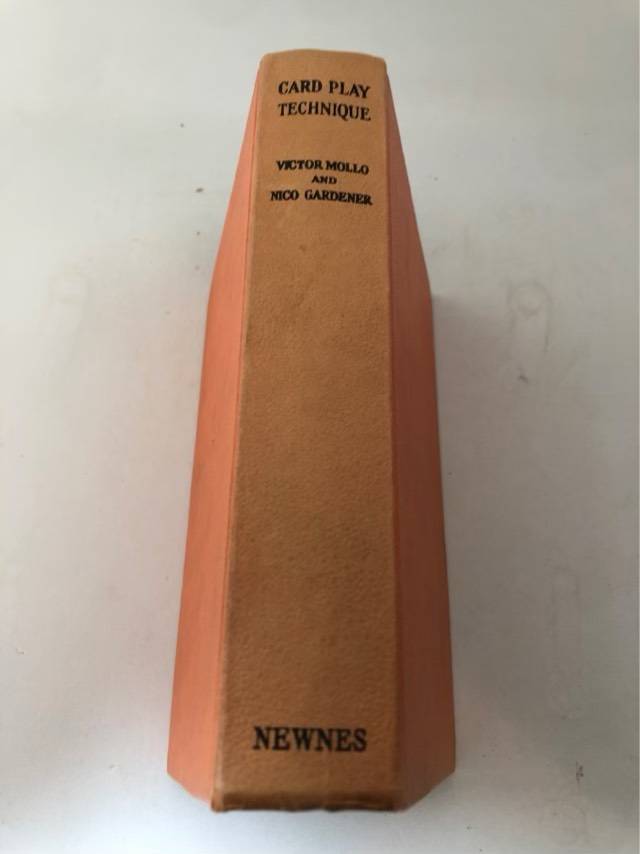 CARD PLAY
TECHNIQUE
VICTOR MOLLO
AND
NICO GARDENER
NEWNES